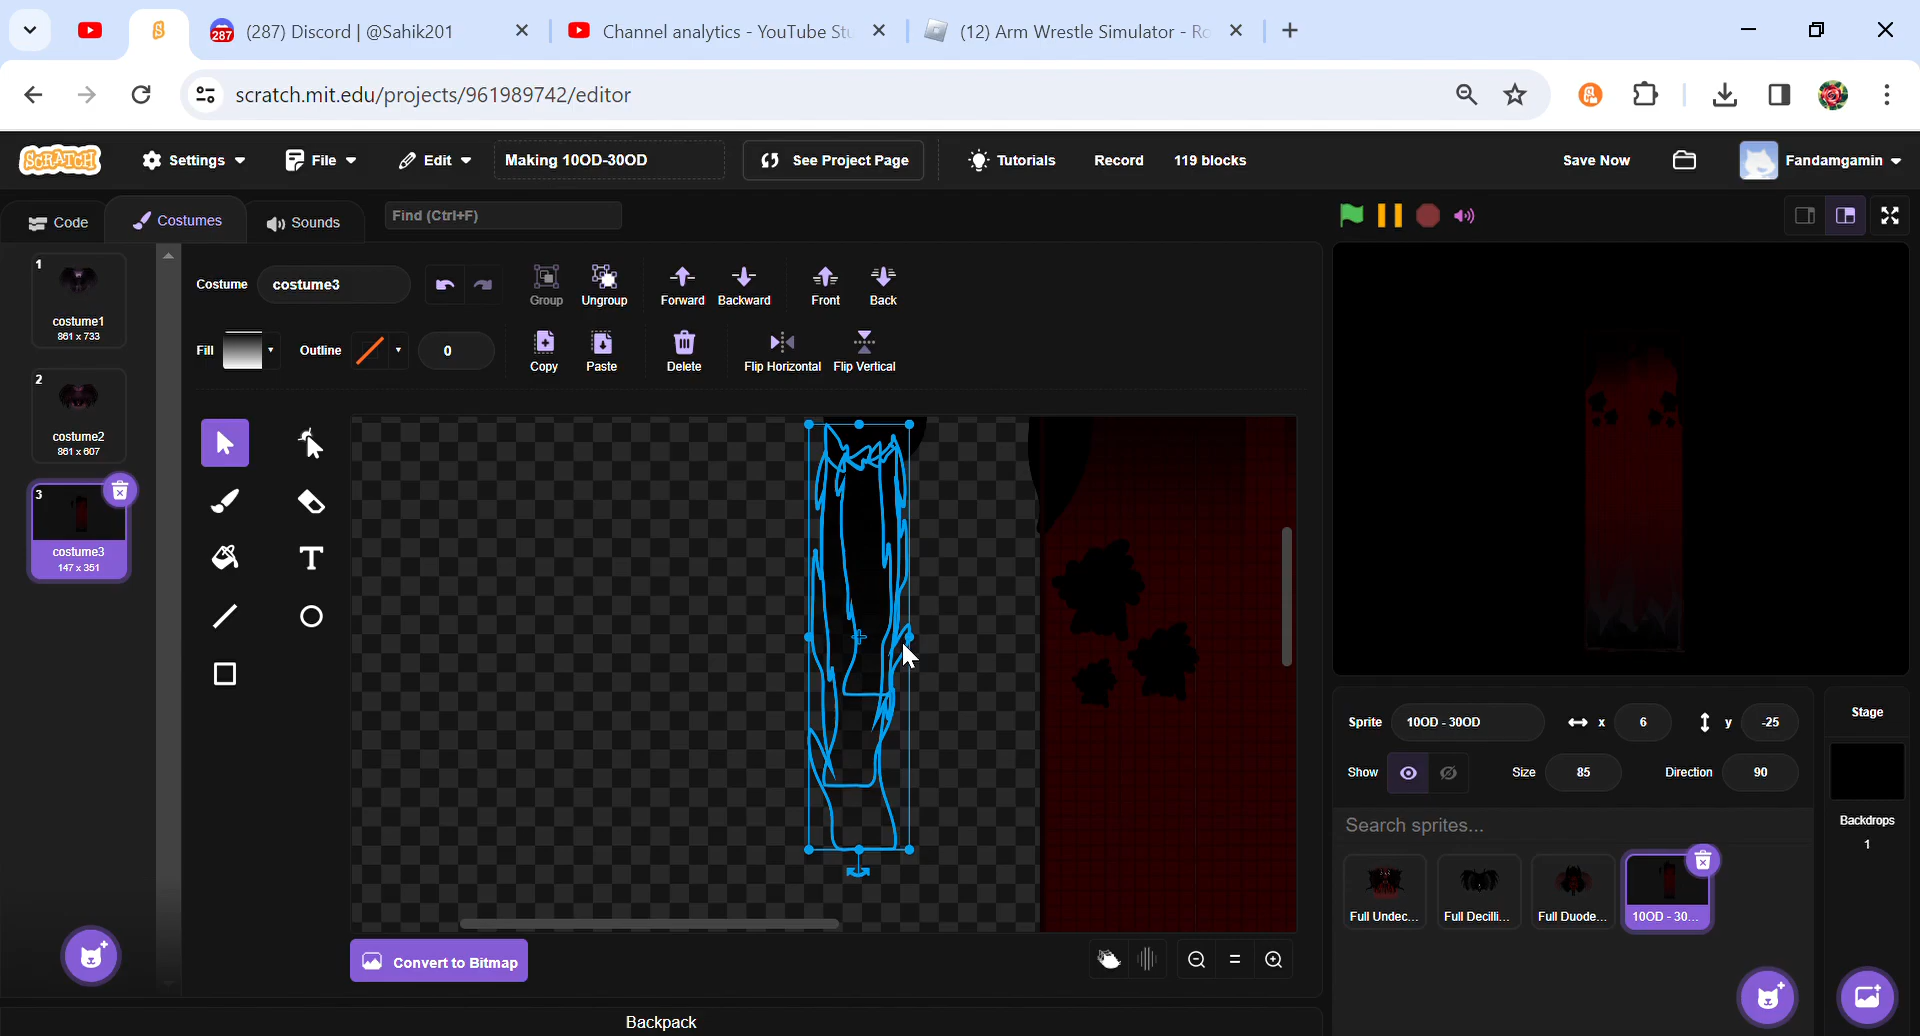 287
(287) Discord | @Sahik201
Channel analytics - YouTube Stu
(12) Arm Wrestle Simulator - Ro
scratch.mit.edu/projects/961989742/editor
SCRATCH
Settings
File
Edit
Making 10OD-30OD
See Project Page
Tutorials
Record
119 blocks
Save Now
Fandamgamin
Code
Costumes
Sounds
Find (Ctrl+F)
1
costume1
861 x 733
2
costume2
861 x 607
3
costume3
147 x 351
Costume
costume3
Group
Ungroup
Forward
Backward
Front
Back
Fill
Outline
0
Copy
Paste
Delete
Flip Horizontal
Flip Vertical
Convert to Bitmap
Backpack
Sprite
10OD - 30OD
x
6
y
-25
Show
Size
85
Direction
90
Search sprites...
Full Undec...
Full Decilli...
Full Duode...
10OD - 30...
Stage
Backdrops
1